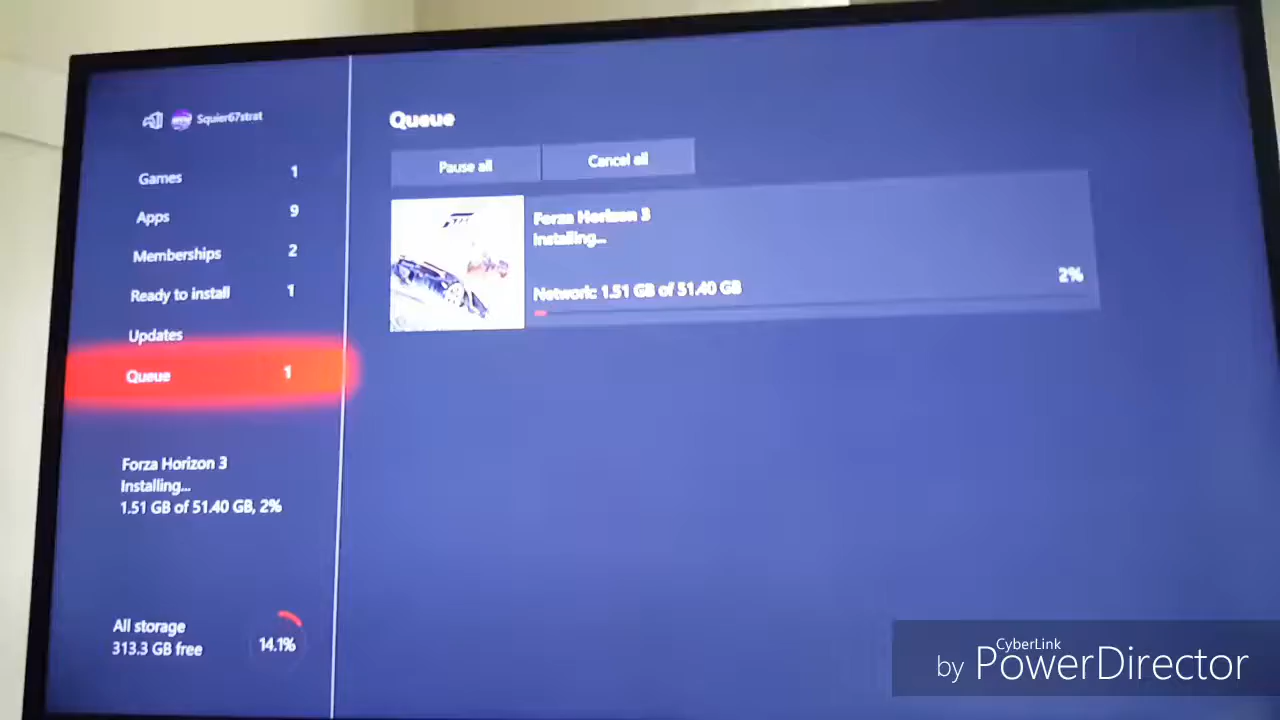 Squier67strat
Games 1
Apps 9
Memberships 2
Ready to install 1
Updates
Queue 1
Forza Horizon 3
Installing...
1.51 GB of 51.40 GB, 2%
All storage
313.3 GB free
14.1%
Queue
Pause all
Cancel all
Forza Horizon 3
Installing...
Network: 1.51 GB of 51.40 GB
2%
CyberLink
by PowerDirector